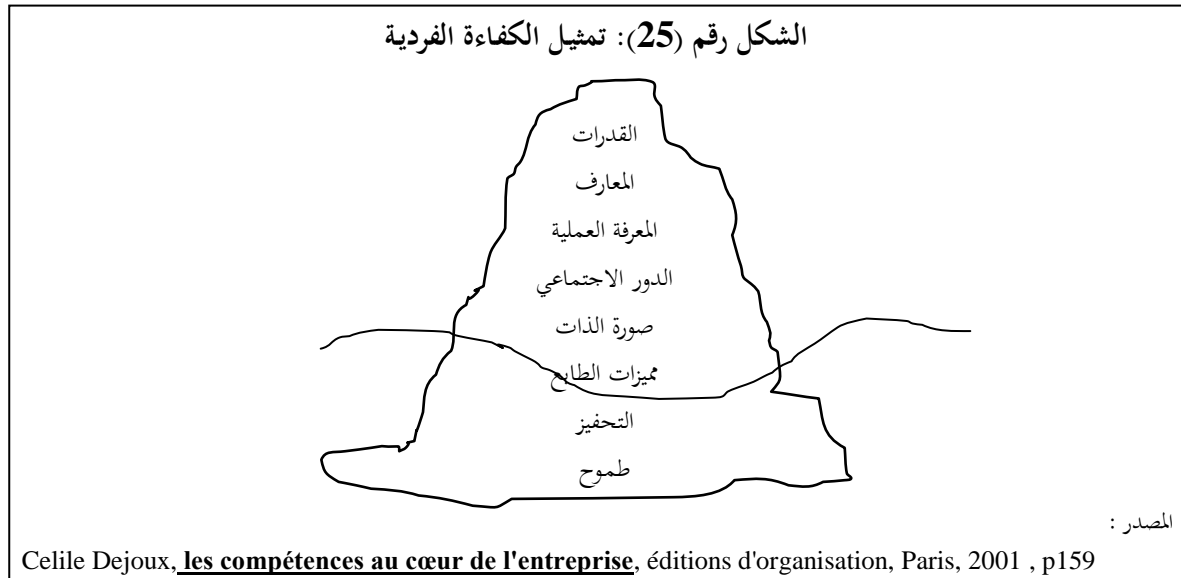 الشكل رقم (25): تمثيل الكفاءة الفردية
القدرات
المعارف
المعرفة العملية
الدور الاجتماعي
صورة الذات
مميزات الطابع
التحفيز
طموح
المصدر :
Celile Dejoux, les compétences au cœur de l'entreprise, éditions d'organisation, Paris, 2001 , p159